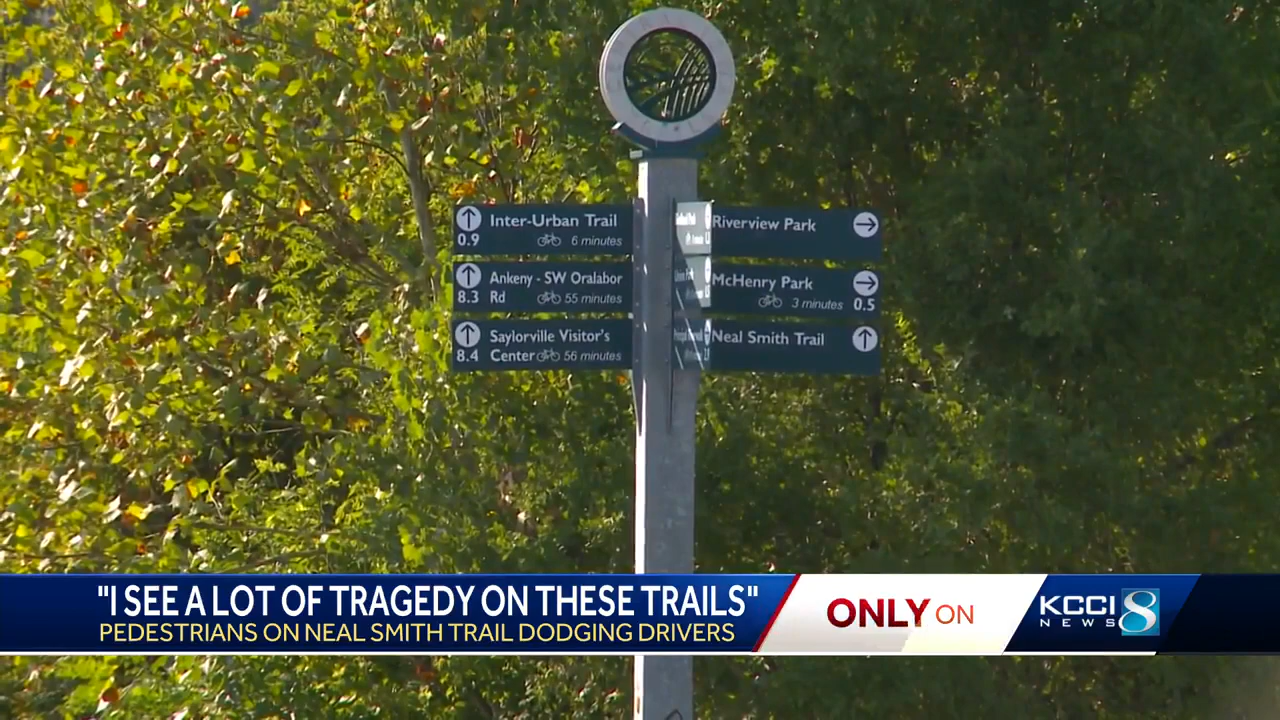 Inter-Urban Trail
0.9 6 minutes
Ankeny - SW Oralabor
8.3 Rd 55 minutes
Saylorville Visitor's
8.4 Center 56 minutes
Riverview Park
McHenry Park
3 minutes 0.5
Neal Smith Trail
"I SEE A LOT OF TRAGEDY ON THESE TRAILS"
PEDESTRIANS ON NEAL SMITH TRAIL DODGING DRIVERS
ONLY ON
KCCI 8
NEWS